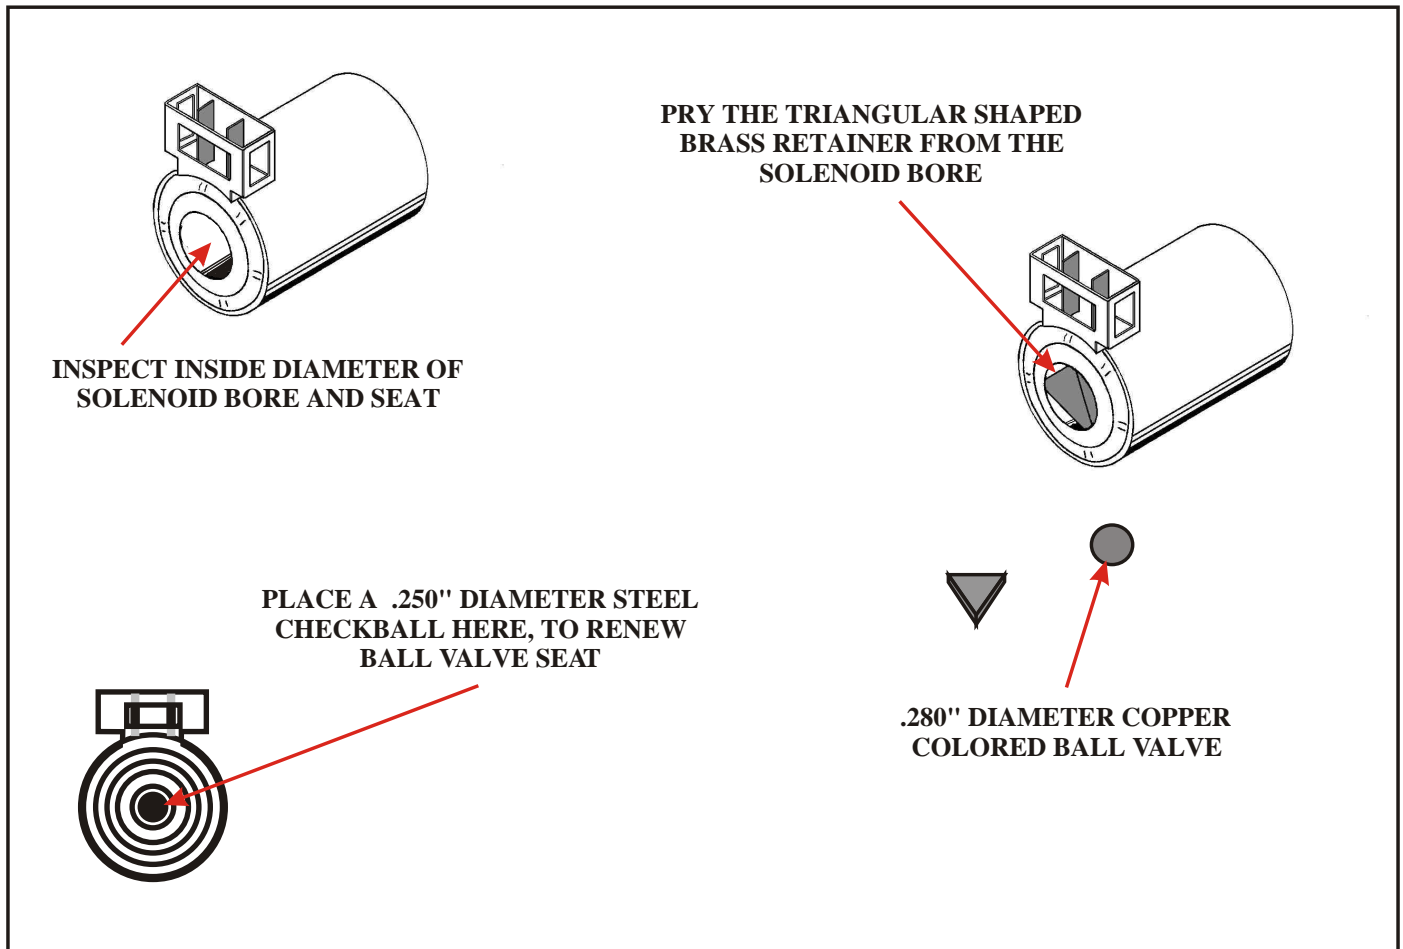 PRY THE TRIANGULAR SHAPED
BRASS RETAINER FROM THE
SOLENOID BORE
INSPECT INSIDE DIAMETER OF
SOLENOID BORE AND SEAT
PLACE A .250" DIAMETER STEEL
CHECKBALL HERE, TO RENEW
BALL VALVE SEAT
.280" DIAMETER COPPER
COLORED BALL VALVE